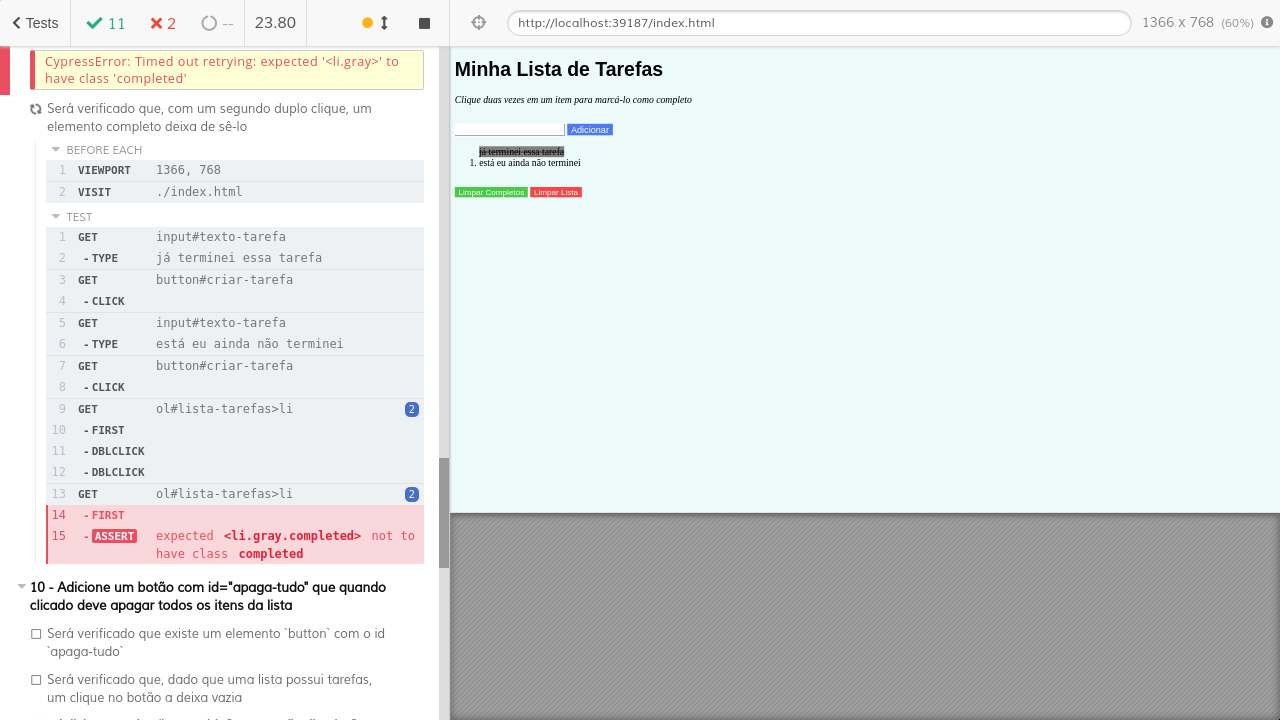 Tests
11
2
--
23.80
http://localhost:39187/index.html
1366 x 768 (60%)
CypressError: Timed out retrying: expected '<li.gray>' to
have class 'completed'
Será verificado que, com um segundo duplo clique, um
elemento completo deixa de sê-lo
BEFORE EACH
1 VIEWPORT 1366, 768
2 VISIT ./index.html
TEST
1 GET input#texto-tarefa
2 -TYPE já terminei essa tarefa
3 GET button#criar-tarefa
4 -CLICK
5 GET input#texto-tarefa
6 -TYPE está eu ainda não terminei
7 GET button#criar-tarefa
8 -CLICK
9 GET ol#lista-tarefas>li 2
10 -FIRST
11 -DBLCLICK
12 -DBLCLICK
13 GET ol#lista-tarefas>li 2
14 -FIRST
15 -ASSERT expected <li.gray.completed> not to
have class completed
10 - Adicione um botão com id="apaga-tudo" que quando
clicado deve apagar todos os itens da lista
Será verificado que existe um elemento `button` com o id
`apaga-tudo`
Será verificado que, dado que uma lista possui tarefas,
um clique no botão a deixa vazia
Minha Lista de Tarefas
Clique duas vezes em um item para marcá-lo como completo
Adicionar
já terminei essa tarefa
1. está eu ainda não terminei
Limpar Completos Limpar Lista